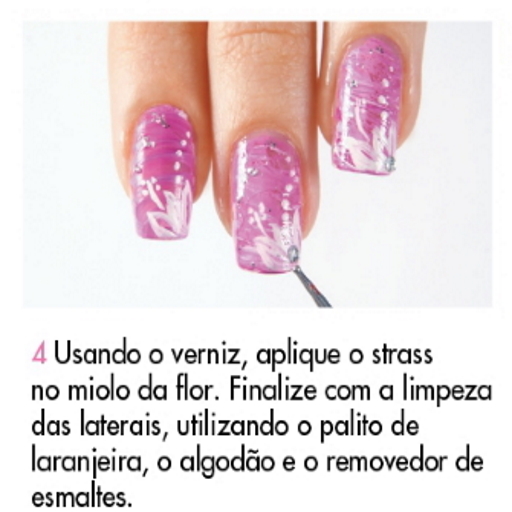 4 Usando o verniz, aplique o strass
no miolo da flor. Finalize com a limpeza
das laterais, utilizando o palito de
laranjeira, o algodão e o removedor de
esmaltes.